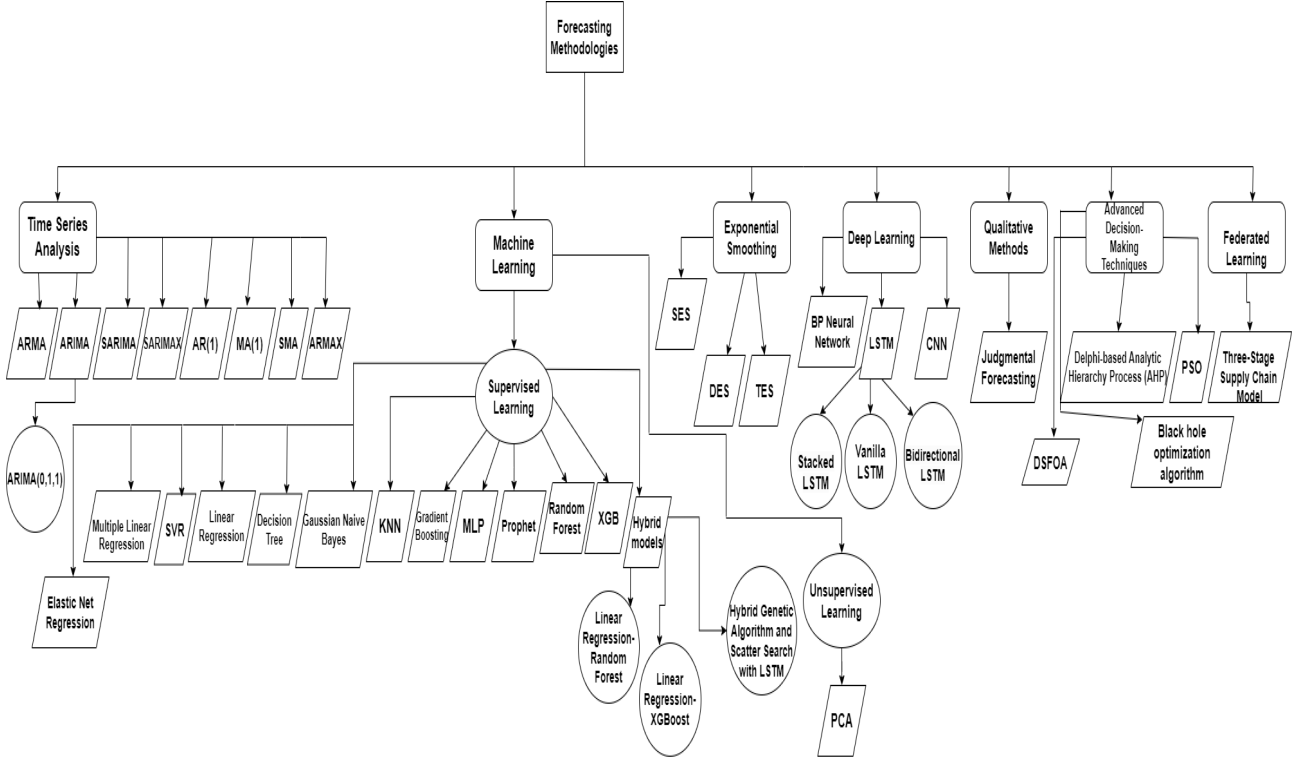 Forecasting
Methodologies
Time Series
Analysis
Machine
Learning
Exponential
Smoothing
Deep Learning
Qualitative
Methods
Advanced
Decision-
Making
Techniques
Federated
Learning
ARMA
ARIMA
SARIMA
SARIMAX
AR(1)
MA(1)
SMA
ARMAX
ARIMA(0,1,1)
Supervised
Learning
SES
DES
TES
BP Neural
Network
LSTM
CNN
Stacked
LSTM
Vanilla
LSTM
Bidirectional
LSTM
Judgmental
Forecasting
Delphi-based Analytic
Hierarchy Process (AHP)
PSO
Three-Stage
Supply Chain
Model
DSFOA
Black hole
optimization
algorithm
Multiple Linear
Regression
SVR
Linear
Regression
Decision
Tree
Gaussian Naive
Bayes
KNN
Gradient
Boosting
MLP
Prophet
Random
Forest
XGB
Hybrid
models
Elastic Net
Regression
Linear
Regression-
Random
Forest
Linear
Regression-
XGBoost
Hybrid Genetic
Algorithm and
Scatter Search
with LSTM
Unsupervised
Learning
PCA